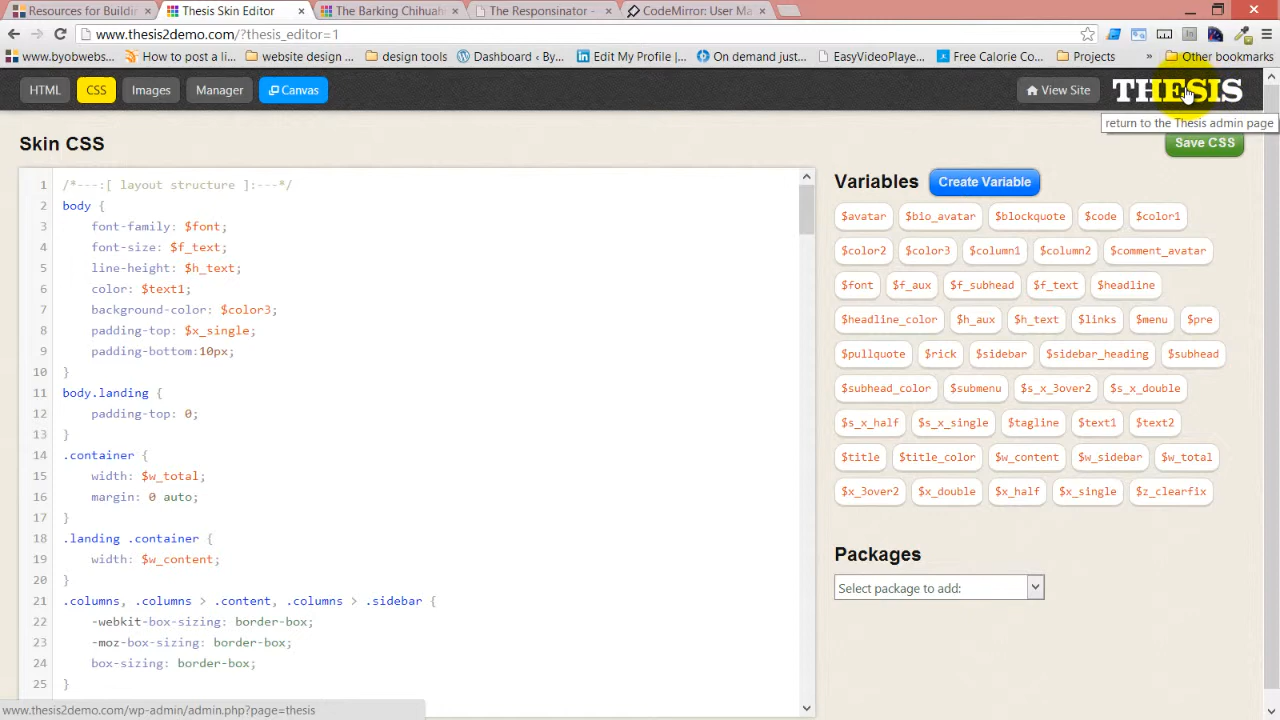 Resources for Buildin
Thesis Skin Editor
The Barking Chihuah
The Responsinator -
CodeMirror: User Ma
www.thesis2demo.com/?thesis_editor=1
www.byobwebs...
How to post a li...
website design ...
design tools
Dashboard ‹ By...
Edit My Profile |...
On demand just...
EasyVideoPlaye...
Free Calorie Co...
Projects
»
Other bookmarks
HTML
CSS
Images
Manager
Canvas
View Site
THESIS
return to the Thesis admin page
Skin CSS
Save CSS
1 /*---:[ layout structure ]:---*/
2 body {
3 font-family: $font;
4 font-size: $f_text;
5 line-height: $h_text;
6 color: $text1;
7 background-color: $color3;
8 padding-top: $x_single;
9 padding-bottom:10px;
10 }
11 body.landing {
12 padding-top: 0;
13 }
14 .container {
15 width: $w_total;
16 margin: 0 auto;
17 }
18 .landing .container {
19 width: $w_content;
20 }
21 .columns, .columns > .content, .columns > .sidebar {
22 -webkit-box-sizing: border-box;
23 -moz-box-sizing: border-box;
24 box-sizing: border-box;
25 }
Variables
Create Variable
$avatar $bio_avatar $blockquote $code $color1
$color2 $color3 $column1 $column2 $comment_avatar
$font $f_aux $f_subhead $f_text $headline
$headline_color $h_aux $h_text $links $menu $pre
$pullquote $rick $sidebar $sidebar_heading $subhead
$subhead_color $submenu $s_x_3over2 $s_x_double
$s_x_half $s_x_single $tagline $text1 $text2
$title $title_color $w_content $w_sidebar $w_total
$x_3over2 $x_double $x_half $x_single $z_clearfix
Packages
Select package to add:
www.thesis2demo.com/wp-admin/admin.php?page=thesis